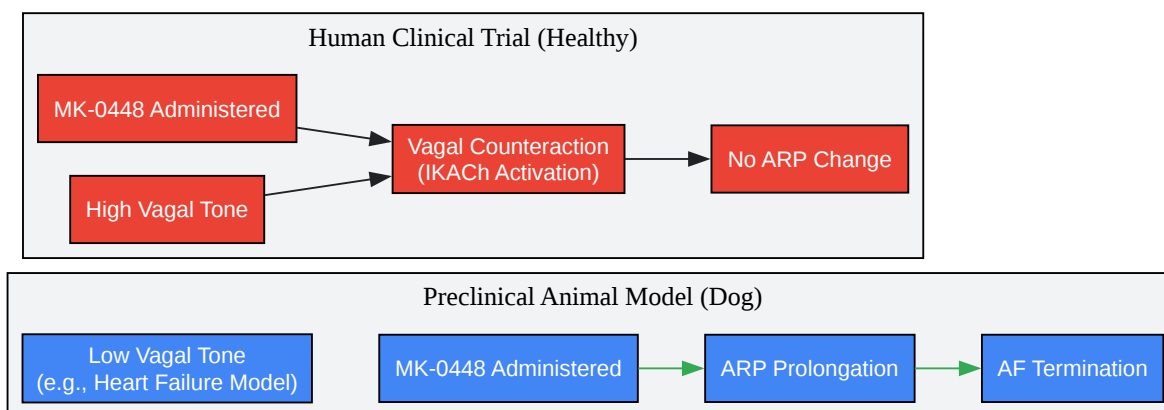 Human Clinical Trial (Healthy)
MK-0448 Administered
High Vagal Tone
Vagal Counteraction
(IKACh Activation)
No ARP Change
Preclinical Animal Model (Dog)
Low Vagal Tone
(e.g., Heart Failure Model)
MK-0448 Administered
ARP Prolongation
AF Termination